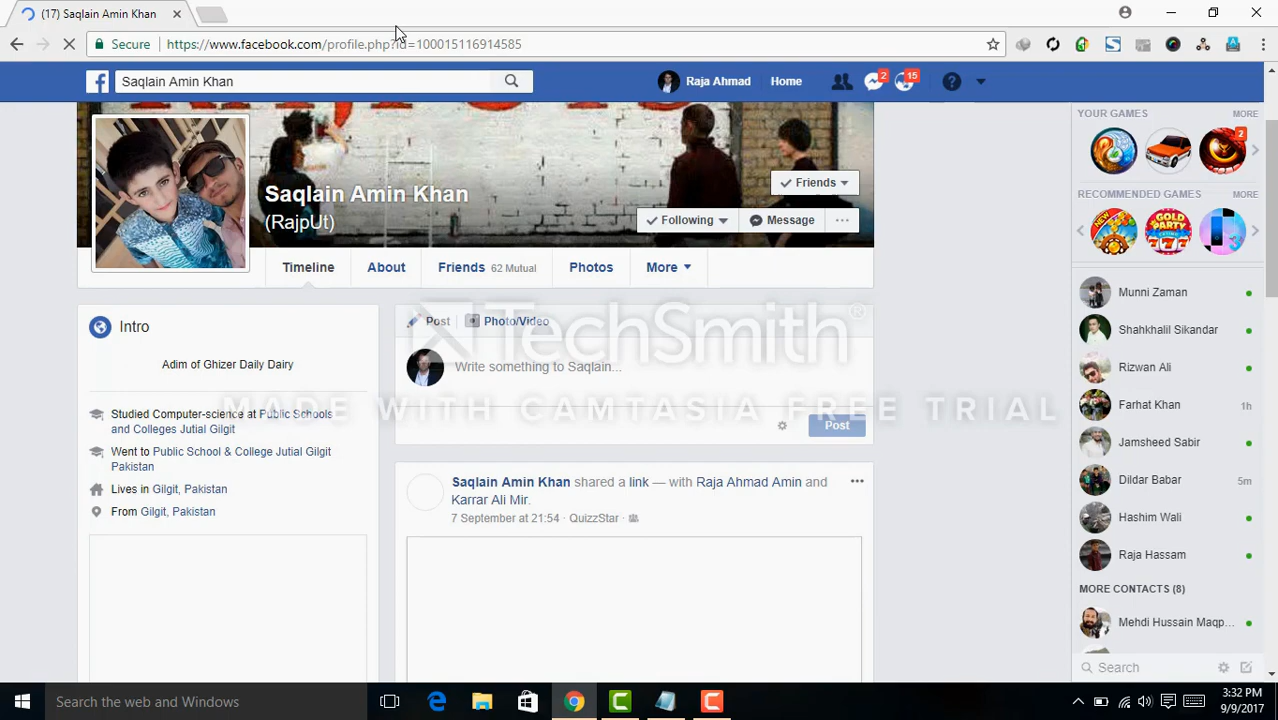 (17) Saqlain Amin Khan
Secure
https://www.facebook.com/profile.php?id=100015116914585
Saqlain Amin Khan
Raja Ahmad
Home
2
15
Saqlain Amin Khan
(RajpUt)
Friends
Following
Message
Timeline
About
Friends 62 Mutual
Photos
More
Intro
Adim of Ghizer Daily Dairy
Studied Computer-science at Public Schools
and Colleges Jutial Gilgit
Went to Public School & College Jutial Gilgit
Pakistan
Lives in Gilgit, Pakistan
From Gilgit, Pakistan
Post
Photo/Video
Write something to Saqlain...
Post
Saqlain Amin Khan shared a link — with Raja Ahmad Amin and
Karrar Ali Mir.
7 September at 21:54 · QuizzStar ·
TechSmith
MADE WITH CAMTASIA FREE TRIAL
YOUR GAMES
MORE
2
RECOMMENDED GAMES
MORE
NEW
GOLD
PARTY
777
Munni Zaman
Shahkhalil Sikandar
Rizwan Ali
Farhat Khan 1h
Jamsheed Sabir
Dildar Babar 5m
Hashim Wali
Raja Hassam
MORE CONTACTS (8)
Mehdi Hussain Maqp...
Search
Search the web and Windows
3:32 PM
9/9/2017